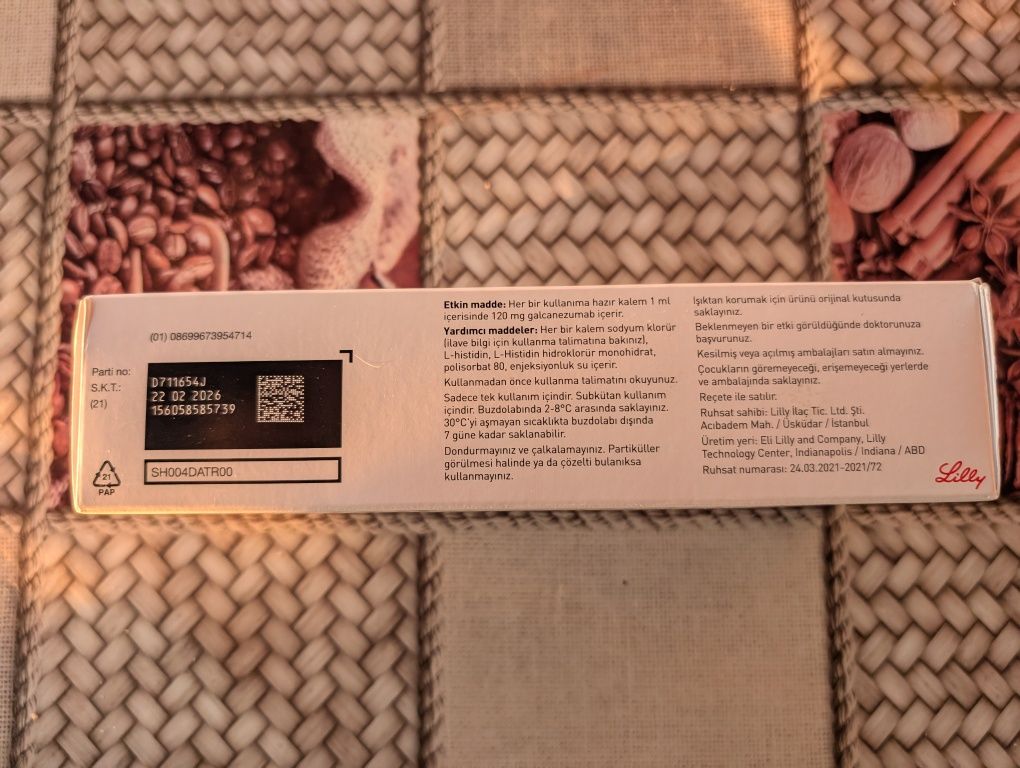 (01) 08699673954714
Parti no:
S.K.T.:
(21)
D711654J
22 02 2026
156058585739
SH004DATR00
21
PAP
Etkin madde: Her bir kullanıma hazır kalem 1 ml
içerisinde 120 mg galcanezumab içerir.
Yardımcı maddeler: Her bir kalem sodyum klorür
(ilave bilgi için kullanma talimatına bakınız),
L-histidin, L-Histidin hidroklorür monohidrat,
polisorbat 80, enjeksiyonluk su içerir.
Kullanmadan önce kullanma talimatını okuyunuz.
Sadece tek kullanım içindir. Subkütan kullanım
içindir. Buzdolabında 2-8°C arasında saklayınız.
30°C'yi aşmayan sıcaklıkta buzdolabı dışında
7 güne kadar saklanabilir.
Dondurmayınız ve çalkalamayınız. Partiküller
görülmesi halinde ya da çözelti bulanıksa
kullanmayınız.
Işıktan korumak için ürünü orijinal kutusunda
saklayınız.
Beklenmeyen bir etki görüldüğünde doktorunuza
başvurunuz.
Kesilmiş veya açılmış ambalajları satın almayınız.
Çocukların göremeyeceği, erişemeyeceği yerlerde
ve ambalajında saklayınız.
Reçete ile satılır.
Ruhsat sahibi: Lilly İlaç Tic. Ltd. Şti.
Acıbadem Mah. / Üsküdar / İstanbul
Üretim yeri: Eli Lilly and Company, Lilly
Technology Center, Indianapolis / Indiana / ABD
Ruhsat numarası: 24.03.2021-2021/72
Lilly